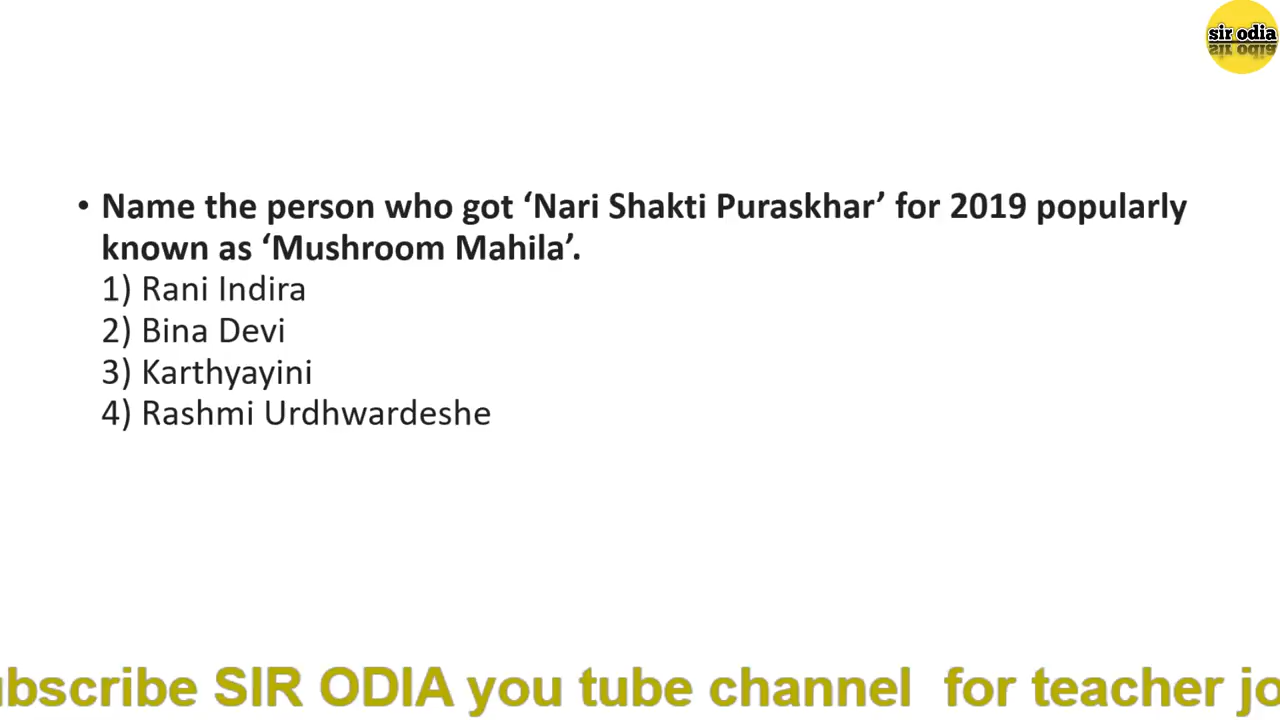 sir odia
• Name the person who got ‘Nari Shakti Puraskhar’ for 2019 popularly
known as ‘Mushroom Mahila’.
1) Rani Indira
2) Bina Devi
3) Karthyayini
4) Rashmi Urdhwardeshe
ubscribe SIR ODIA you tube channel for teacher jo